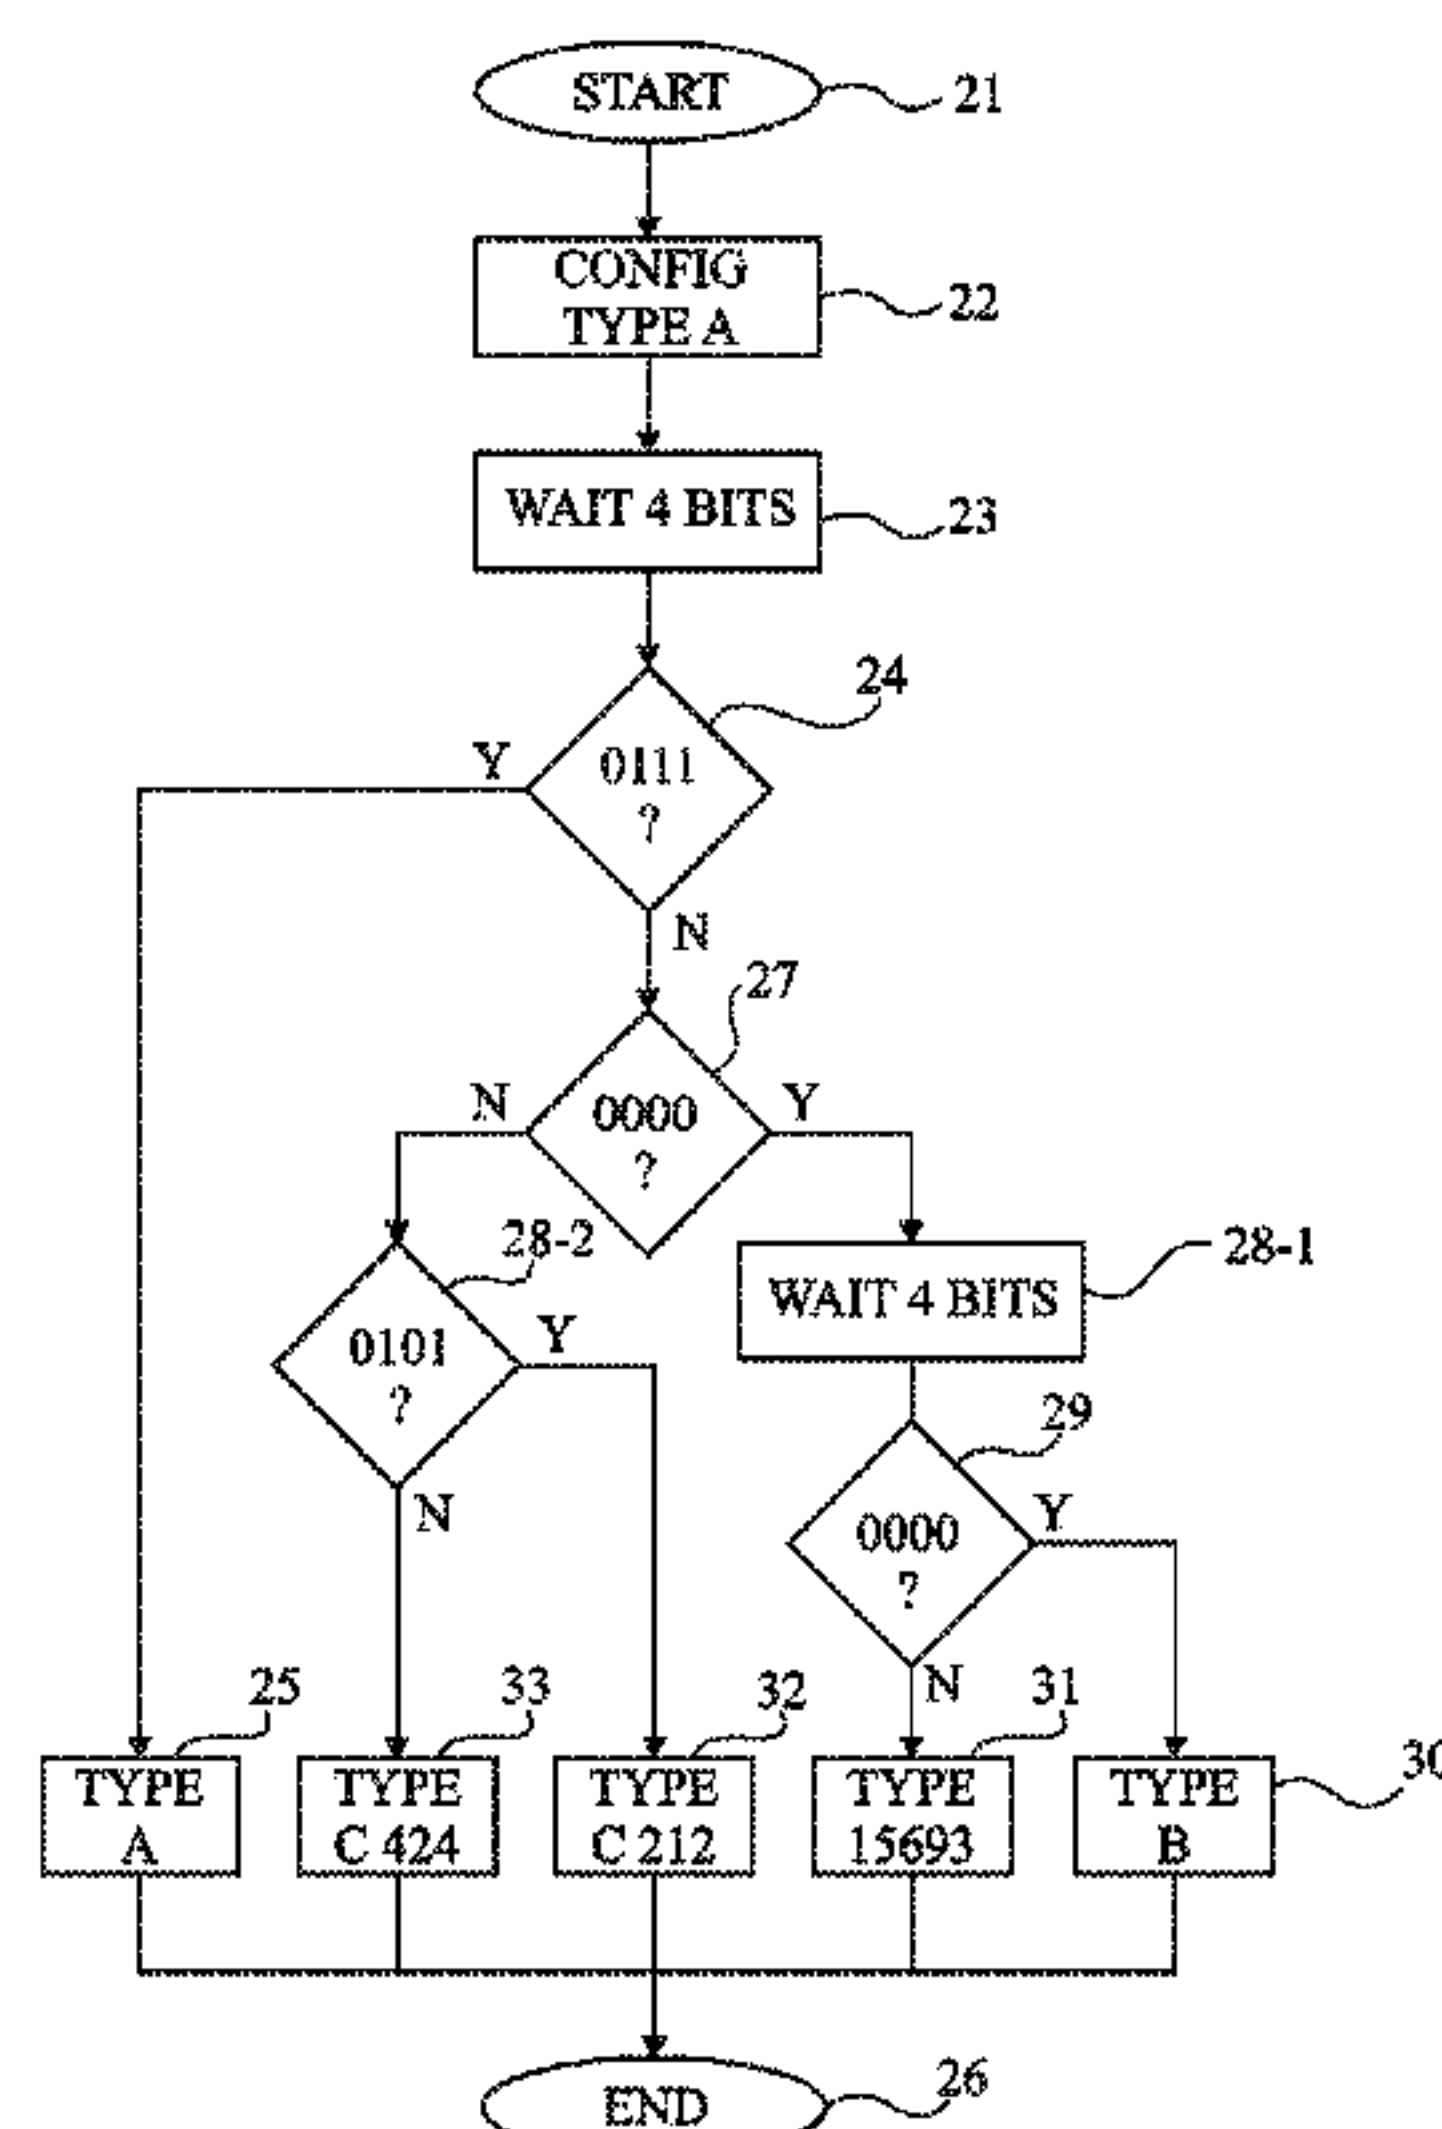 START
21
CONFIG
TYPE A
22
WAIT 4 BITS
23
24
0111
?
Y
N
27
0000
?
N
Y
28-2
0101
?
Y
N
28-1
WAIT 4 BITS
29
0000
?
Y
N
25
TYPE
A
33
TYPE
C 424
32
TYPE
C 212
31
TYPE
15693
30
TYPE
B
END
26